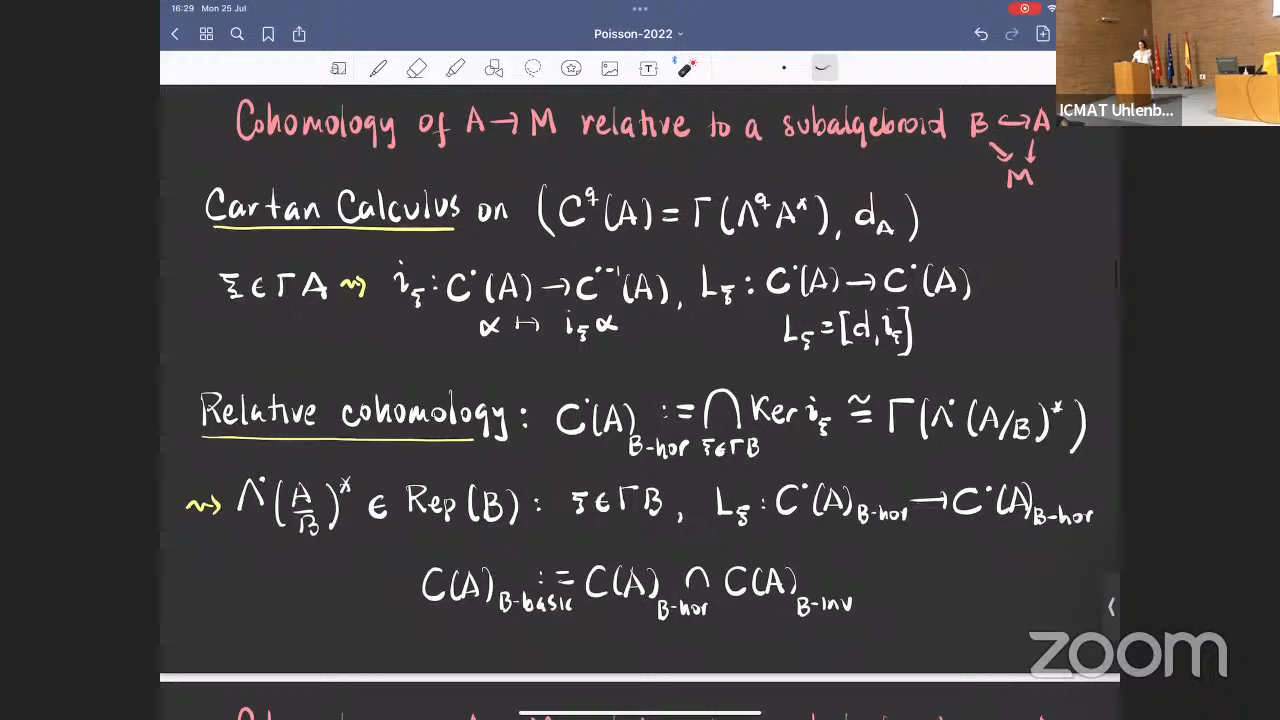 16:29 Mon 25 Jul
Poisson-2022
ICMAT Uhlenb...
Cohomology of A → M relative to a subalgebroid B ↪ A
M
Cartan Calculus on (C^q(A) = Γ(Λ^q A*), d_A)
ξ ∈ ΓA ⇝ i_ξ : C^•(A) → C^{•-1}(A), L_ξ : C^•(A) → C^•(A)
α ↦ i_ξ α L_ξ = [d, i_ξ]
Relative cohomology : C^•(A)_{B-hor} := ⋂_{ξ∈ΓB} Ker i_ξ ≅ Γ(Λ^•(A/B)*)
⇝ Λ^•(A/B)* ∈ Rep(B) : ξ ∈ ΓB, L_ξ : C^•(A)_{B-hor} → C^•(A)_{B-hor}
C(A)_{B-basic} := C(A)_{B-hor} ∩ C(A)_{B-inv}
zoom